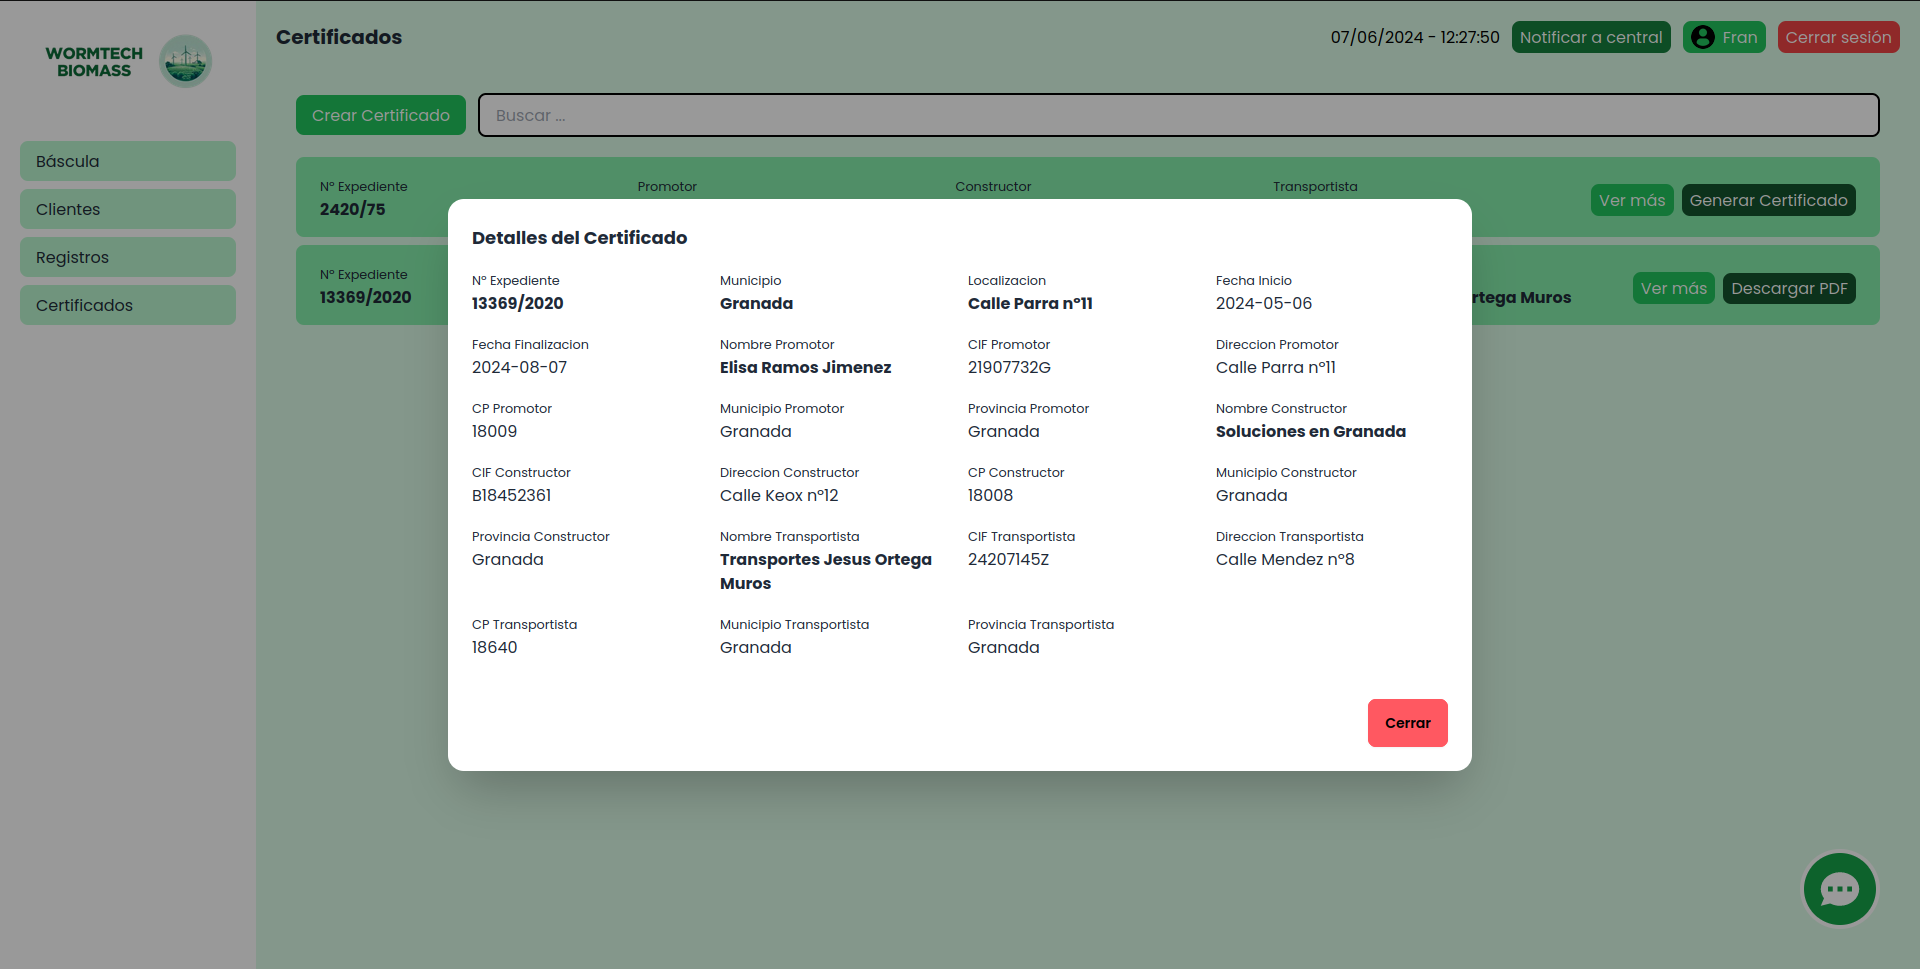 WORMTECH
BIOMASS
Báscula
Clientes
Registros
Certificados
Certificados
07/06/2024 - 12:27:50
Notificar a central
Fran
Cerrar sesión
Crear Certificado
Buscar ...
Nº Expediente
Promotor
Constructor
Transportista
2420/75
Ver más
Generar Certificado
Nº Expediente
13369/2020
Muros
Ver más
Descargar PDF
Detalles del Certificado
Nº Expediente
Municipio
Localizacion
Fecha Inicio
13369/2020
Granada
Calle Parra nº11
2024-05-06
Fecha Finalizacion
Nombre Promotor
CIF Promotor
Direccion Promotor
2024-08-07
Elisa Ramos Jimenez
21907732G
Calle Parra nº11
CP Promotor
Municipio Promotor
Provincia Promotor
Nombre Constructor
18009
Granada
Granada
Soluciones en Granada
CIF Constructor
Direccion Constructor
CP Constructor
Municipio Constructor
B18452361
Calle Keox nº12
18008
Granada
Provincia Constructor
Nombre Transportista
CIF Transportista
Direccion Transportista
Granada
Transportes Jesus Ortega
Muros
24207145Z
Calle Mendez nº8
CP Transportista
Municipio Transportista
Provincia Transportista
18640
Granada
Granada
Cerrar